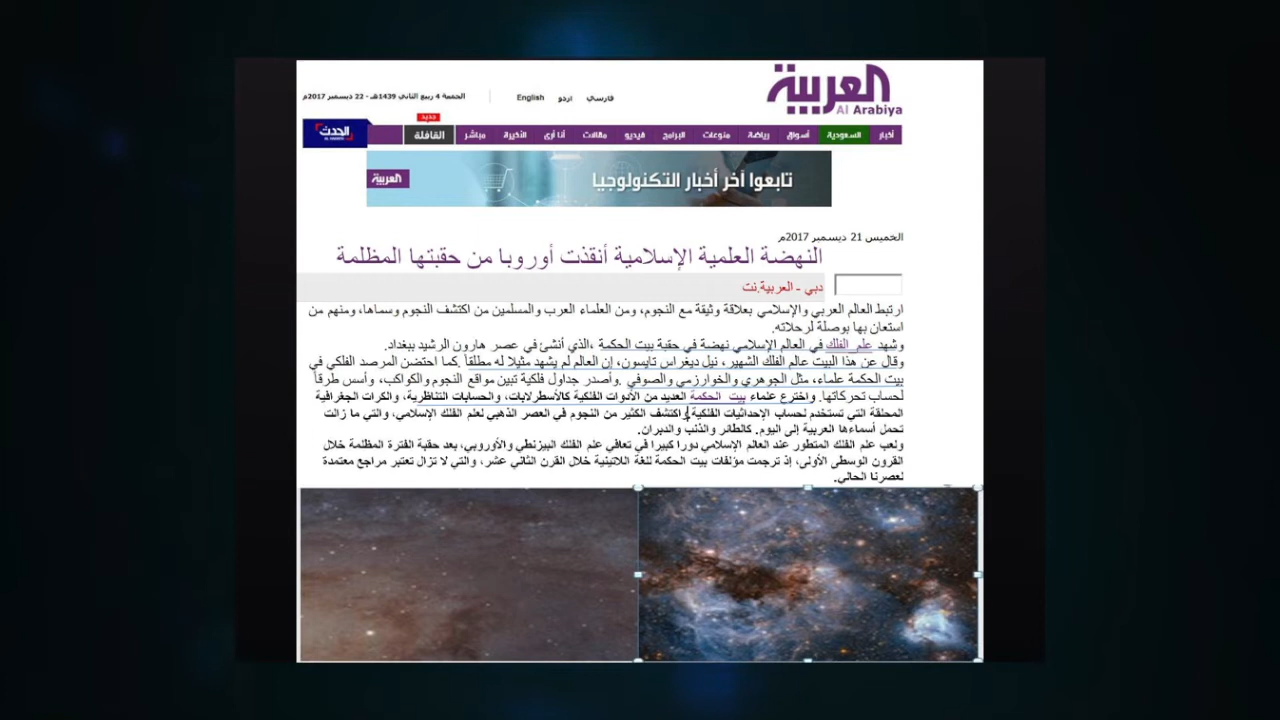 العربية
Al Arabiya
الجمعة 4 ربيع الثاني 1439هـ - 22 ديسمبر 2017م
English اردو فارسي
جديد
أخبار السعودية أسواق رياضة منوعات البرامج فيديو مقالات أنا أرى الأخيرة مباشر القافلة الحدث
تابعوا آخر أخبار التكنولوجيا العربية
الخميس 21 ديسمبر 2017م
النهضة العلمية الإسلامية أنقذت أوروبا من حقبتها المظلمة
دبي - العربية.نت
ارتبط العالم العربي والإسلامي بعلاقة وثيقة مع النجوم، ومن العلماء العرب والمسلمين من اكتشف النجوم وسماها، ومنهم من
استعان بها بوصلة لرحلاته.
وشهد علم الفلك في العالم الإسلامي نهضة في حقبة بيت الحكمة ،الذي أنشئ في عصر هارون الرشيد ببغداد.
وقال عن هذا البيت عالم الفلك الشهير، نيل ديغراس تايسون، إن العالم لم يشهد مثيلا له مطلقاً .كما احتضن المرصد الفلكي في
بيت الحكمة علماء، مثل الجوهري والخوارزمي والصوفي .وأصدر جداول فلكية تبين مواقع النجوم والكواكب، وأسس طرقاً
لحساب تحركاتها. واخترع علماء بيت الحكمة العديد من الأدوات الفلكية كالأسطرلابات، والحسابات التناظرية، والكرات الجغرافية
المحلقة التي تستخدم لحساب الإحداثيات الفلكية. واكتشف الكثير من النجوم في العصر الذهبي لعلم الفلك الإسلامي، والتي ما زالت
تحمل أسماءها العربية إلى اليوم. كالطائر والذنب والدبران.
ولعب علم الفلك المتطور عند العالم الإسلامي دورا كبيرا في تعافي علم الفلك البيزنطي والأوروبي، بعد حقبة الفترة المظلمة خلال
القرون الوسطى الأولى، إذ ترجمت مؤلفات بيت الحكمة للغة اللاتينية خلال القرن الثاني عشر، والتي لا تزال تعتبر مراجع معتمدة
لعصرنا الحالي.